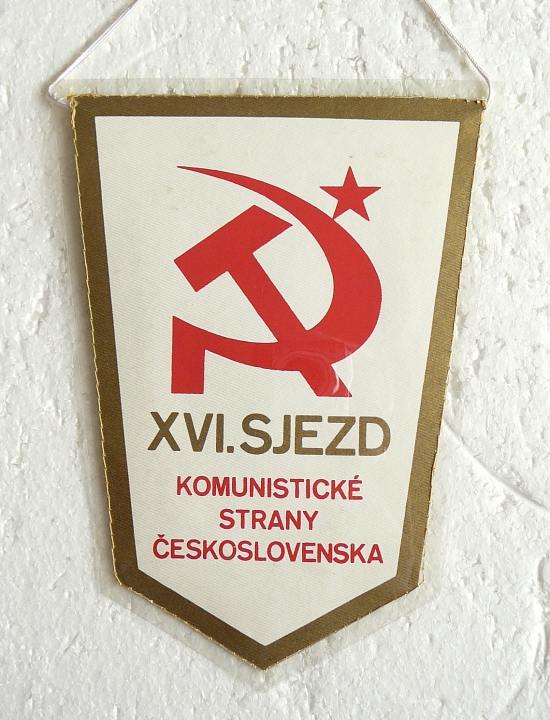 XVI. SJEZD
KOMUNISTICKÉ
STRANY
ČESKOSLOVENSKA